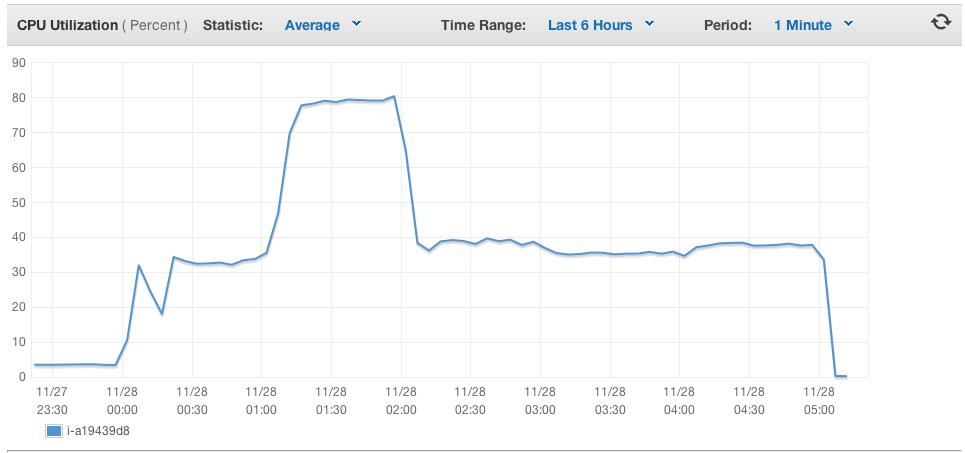 CPU Utilization ( Percent ) Statistic: Average Time Range: Last 6 Hours Period: 1 Minute
90
80
70
60
50
40
30
20
10
0
11/27 11/28 11/28 11/28 11/28 11/28 11/28 11/28 11/28 11/28 11/28 11/28
23:30 00:00 00:30 01:00 01:30 02:00 02:30 03:00 03:30 04:00 04:30 05:00
i-a19439d8